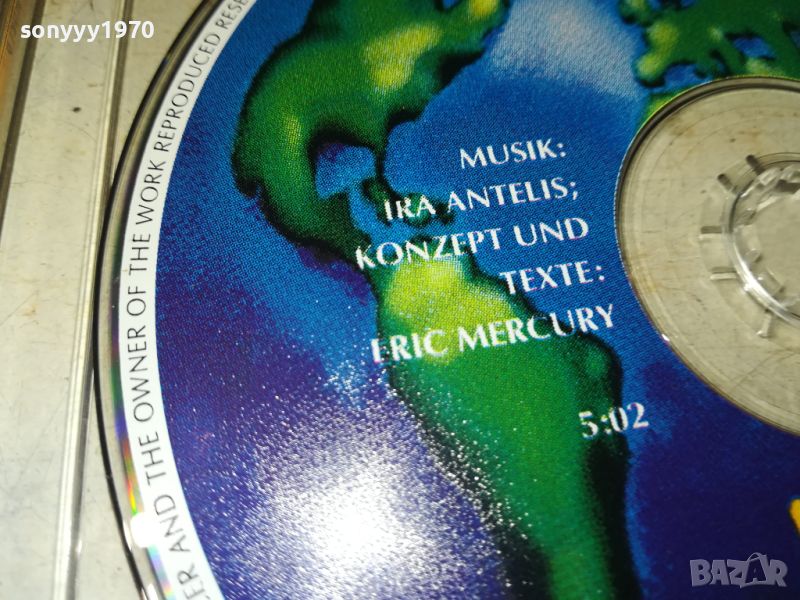 sonyyy1970
AND THE OWNER OF THE WORK REPRODUCED
MUSIK:
IRA ANTELIS;
KONZEPT UND
TEXTE:
ERIC MERCURY
5:02
BAZAR